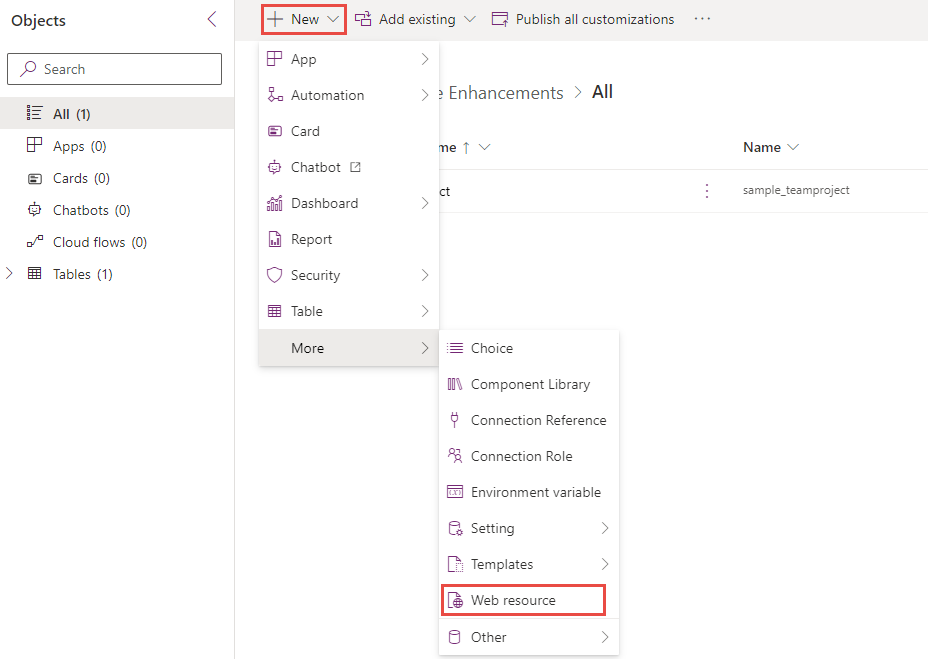 Objects
New
Add existing
Publish all customizations
Search
All (1)
Apps (0)
Cards (0)
Chatbots (0)
Cloud flows (0)
Tables (1)
App
Automation
Card
Chatbot
Dashboard
Report
Security
Table
More
Choice
Component Library
Connection Reference
Connection Role
Environment variable
Setting
Templates
Web resource
Other
e Enhancements > All
me ↑
Name
ct
sample_teamproject